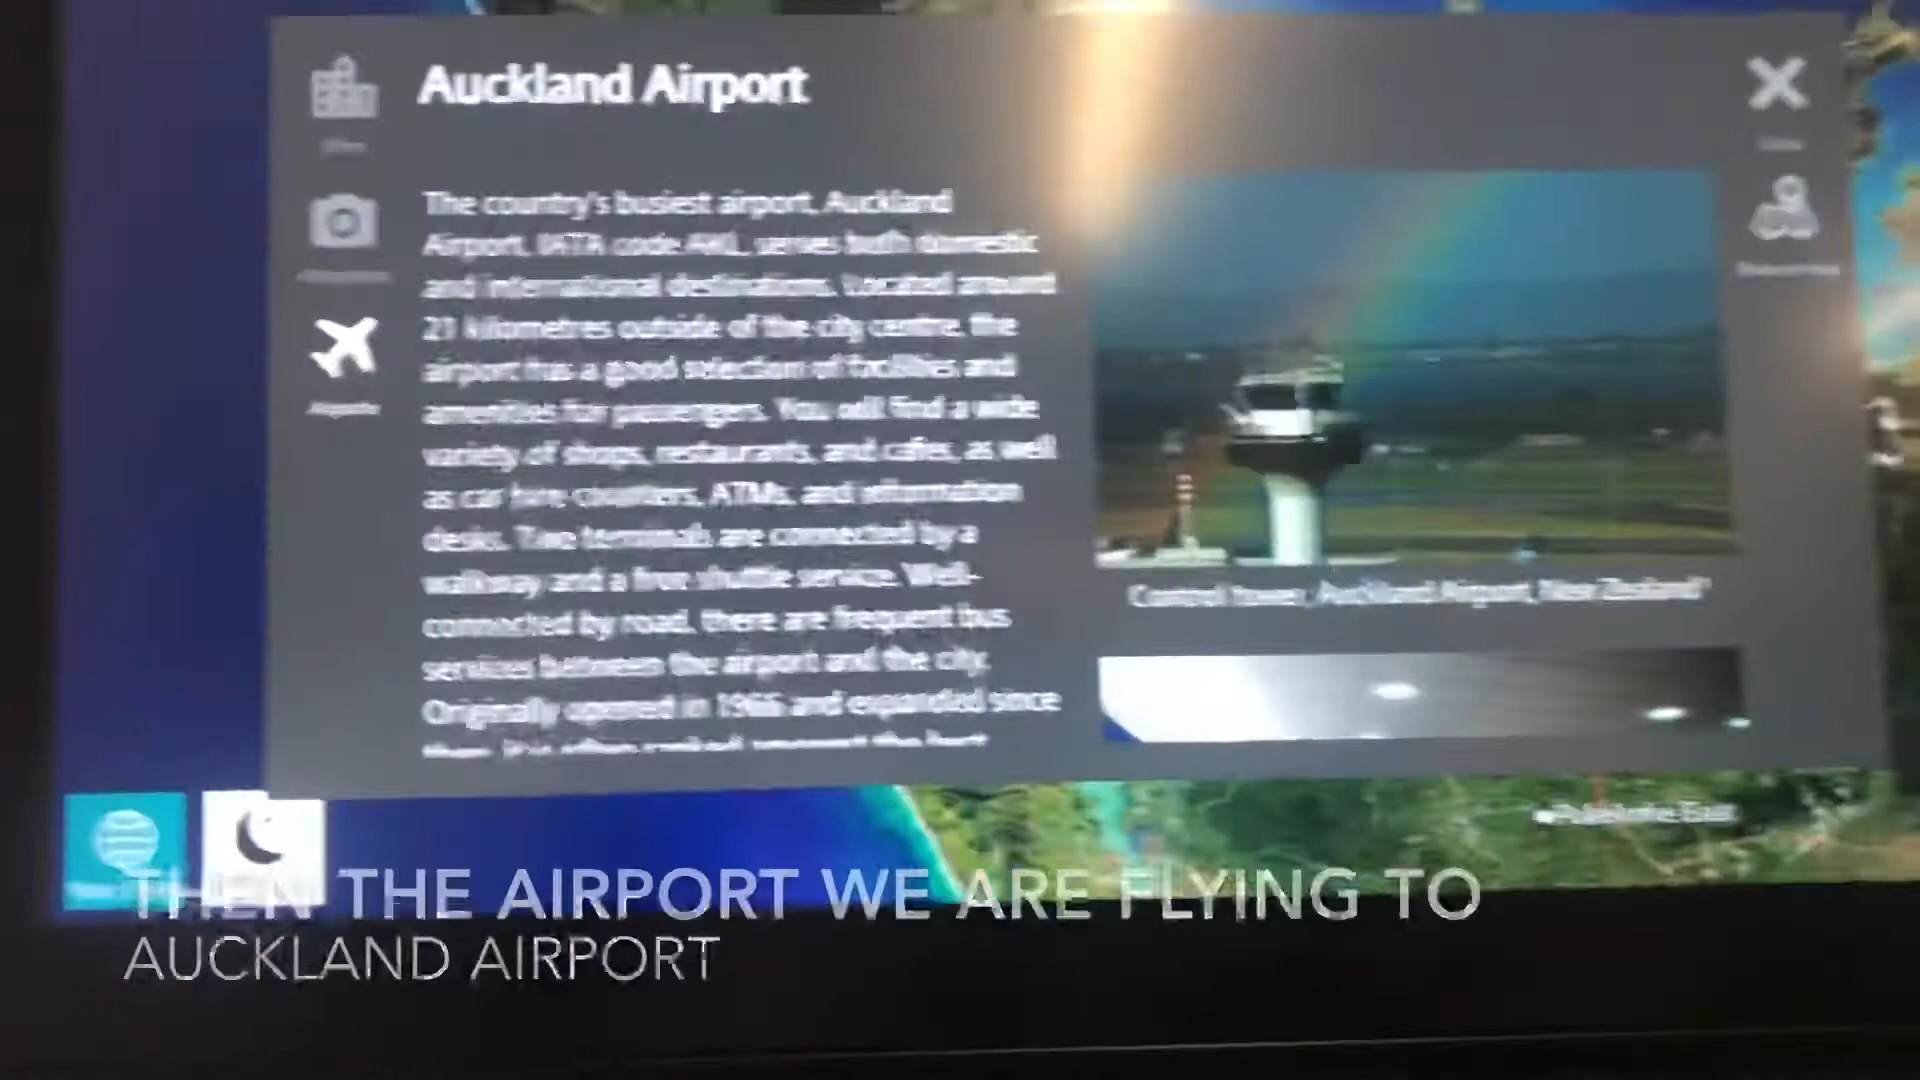 Auckland Airport
The country's busiest airport, Auckland
Airport, IATA code AKL, serves both domestic
and international destinations. Located around
21 kilometres outside of the city centre, the
airport has a good selection of facilities and
amenities for passengers. You will find a wide
variety of shops, restaurants, and cafes, as well
as car hire counters, ATMs, and information
desks. Two terminals are connected by a
walkway and a free shuttle service. Well-
connected by road, there are frequent bus
services between the airport and the city.
Originally opened in 1966 and expanded since
Airports
Control tower, Auckland Airport, New Zealand"
THEN THE AIRPORT WE ARE FLYING TO
AUCKLAND AIRPORT